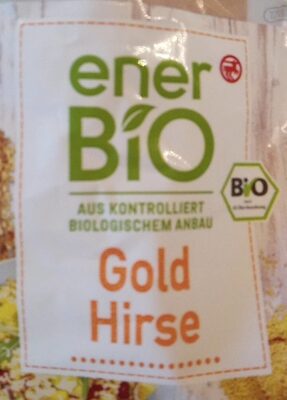 ener
BiO
AUS KONTROLLIERT
BIOLOGISCHEM ANBAU
Bio
Gold
Hirse